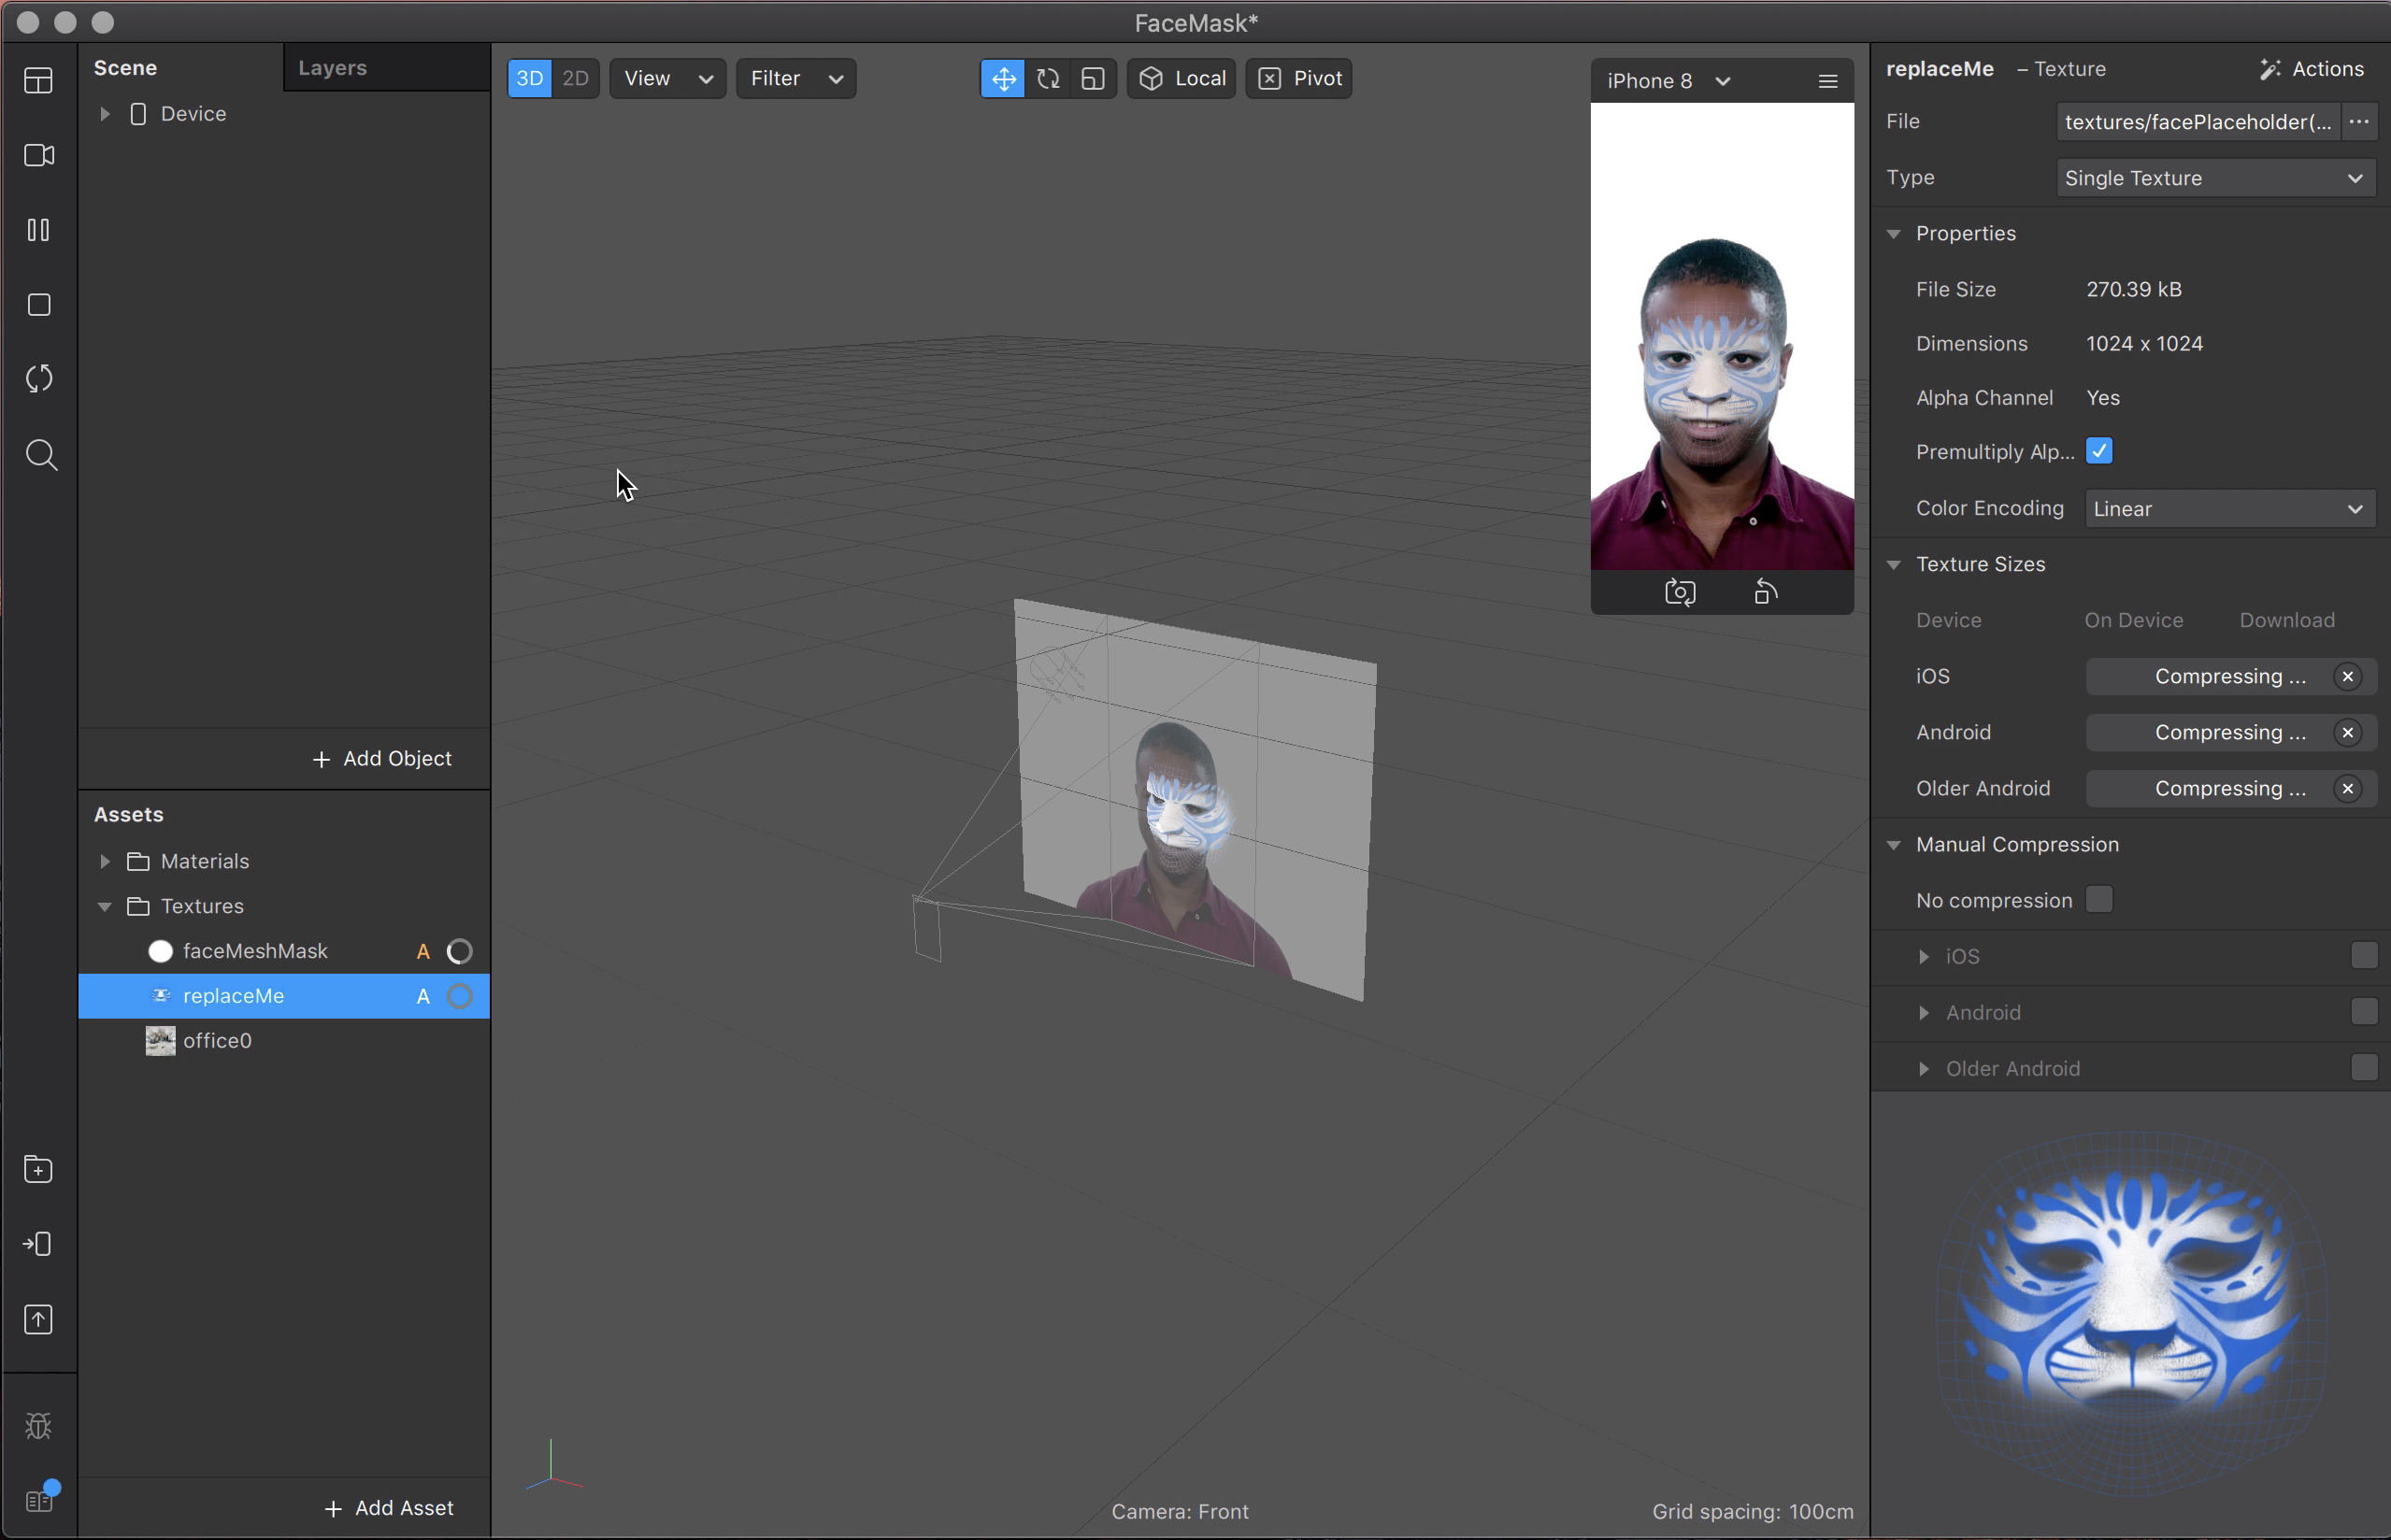 FaceMask*
Scene
Layers
Device
Add Object
Assets
Materials
Textures
faceMeshMask A
replaceMe A
office0
Add Asset
3D 2D View Filter Local Pivot
iPhone 8
Camera: Front
Grid spacing: 100cm
replaceMe – Texture Actions
File textures/facePlaceholder(... ...
Type Single Texture
Properties
File Size 270.39 kB
Dimensions 1024 x 1024
Alpha Channel Yes
Premultiply Alp...
Color Encoding Linear
Texture Sizes
Device On Device Download
iOS Compressing ...
Android Compressing ...
Older Android Compressing ...
Manual Compression
No compression
iOS
Android
Older Android